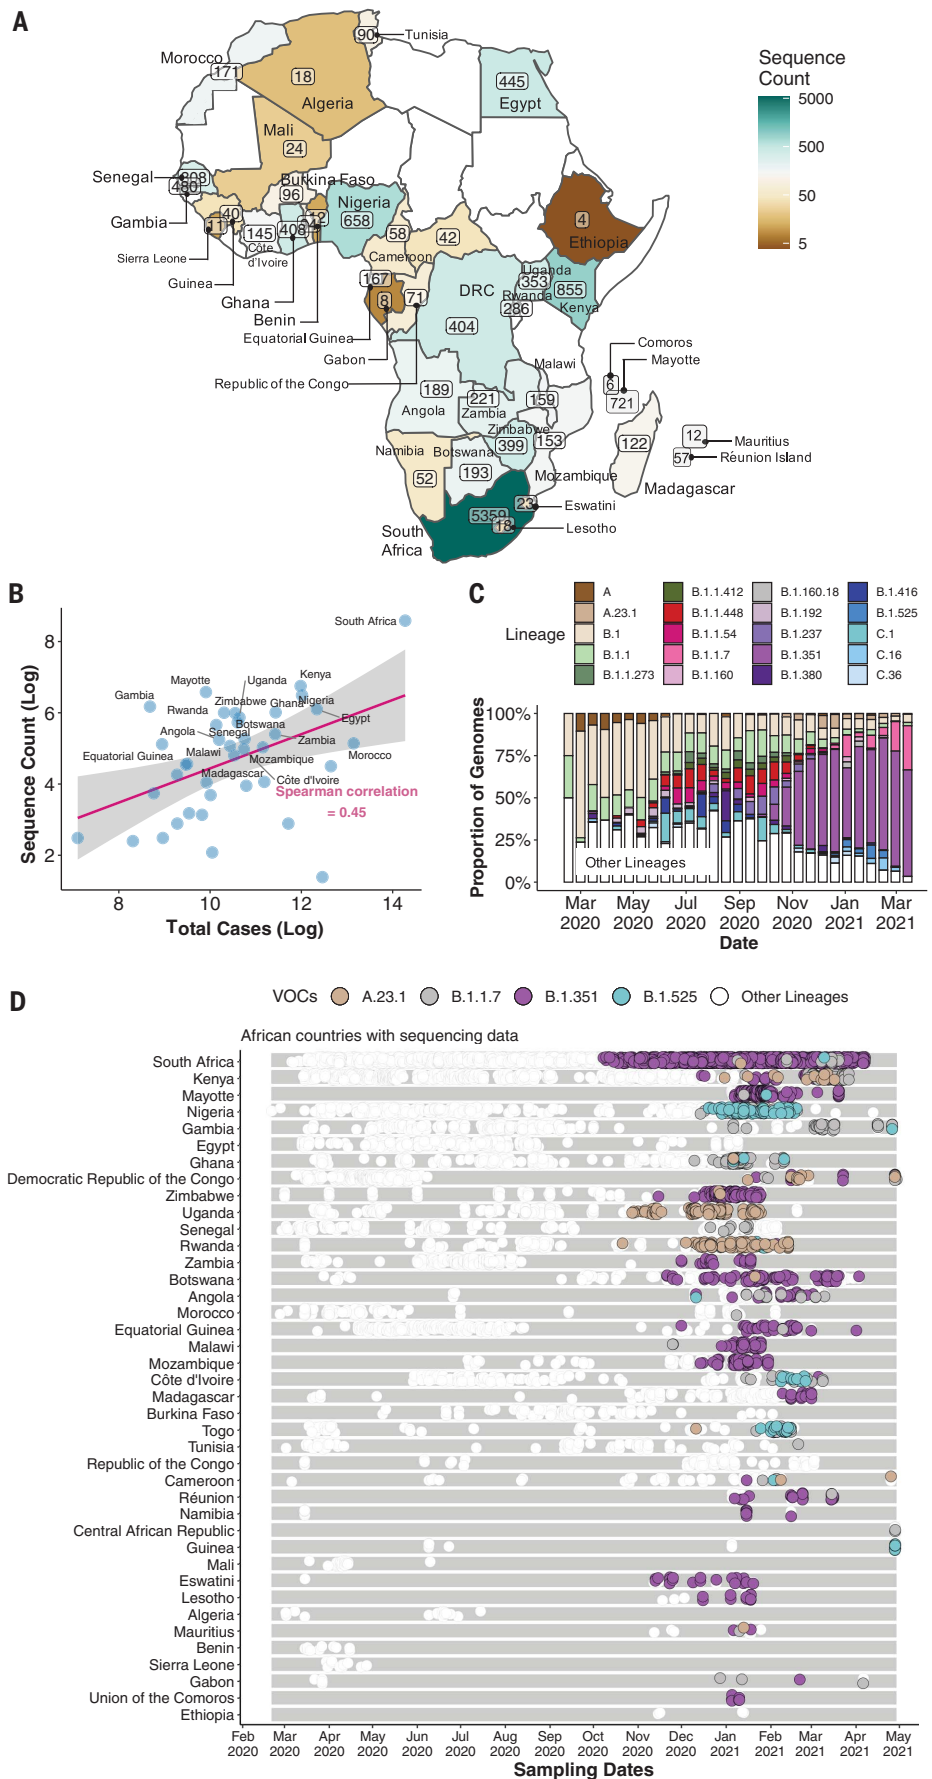 A
Sequence
Count
5000
500
50
5
90
Tunisia
Morocco
171
18
Algeria
445
Egypt
Mali
24
Senegal
480
Burkina Faso
96
Nigeria
658
4
Ethiopia
Gambia
11
40
145
408
58
42
Cameroon
Côte
d'Ivoire
Sierra Leone
Guinea
Ghana
Benin
Equatorial Guinea
Gabon
Republic of the Congo
167
8
71
DRC
404
Uganda
353
Rwanda
286
855
Kenya
Comoros
Mayotte
6
721
Malawi
189
Angola
221
Zambia
159
Zimbabwe
399
153
122
12
Mauritius
57
Réunion Island
Namibia
52
Botswana
193
Mozambique
Madagascar
23
Eswatini
5359
18
Lesotho
South
Africa
B
Sequence Count (Log)
8
6
4
2
South Africa
Mayotte
Uganda
Kenya
Gambia
Zimbabwe
Ghana
Nigeria
Rwanda
Egypt
Angola
Senegal
Botswana
Zambia
Equatorial Guinea
Malawi
Mozambique
Morocco
Madagascar
Côte d'Ivoire
Spearman correlation
= 0.45
8
10
12
14
Total Cases (Log)
C
Lineage
A
A.23.1
B.1
B.1.1
B.1.1.273
B.1.1.412
B.1.1.448
B.1.1.54
B.1.1.7
B.1.160
B.1.160.18
B.1.192
B.1.237
B.1.351
B.1.380
B.1.416
B.1.525
C.1
C.16
C.36
Proportion of Genomes
100%
75%
50%
25%
0%
Other Lineages
Mar
2020
May
2020
Jul
2020
Sep
2020
Nov
2020
Jan
2021
Mar
2021
Date
D
VOCs
A.23.1
B.1.1.7
B.1.351
B.1.525
Other Lineages
African countries with sequencing data
South Africa
Kenya
Mayotte
Nigeria
Gambia
Egypt
Ghana
Democratic Republic of the Congo
Zimbabwe
Uganda
Senegal
Rwanda
Zambia
Botswana
Angola
Morocco
Equatorial Guinea
Malawi
Mozambique
Côte d'Ivoire
Madagascar
Burkina Faso
Togo
Tunisia
Republic of the Congo
Cameroon
Réunion
Namibia
Central African Republic
Guinea
Mali
Eswatini
Lesotho
Algeria
Mauritius
Benin
Sierra Leone
Gabon
Union of the Comoros
Ethiopia
Feb
2020
Mar
2020
Apr
2020
May
2020
Jun
2020
Jul
2020
Aug
2020
Sep
2020
Oct
2020
Nov
2020
Dec
2020
Jan
2021
Feb
2021
Mar
2021
Apr
2021
May
2021
Sampling Dates